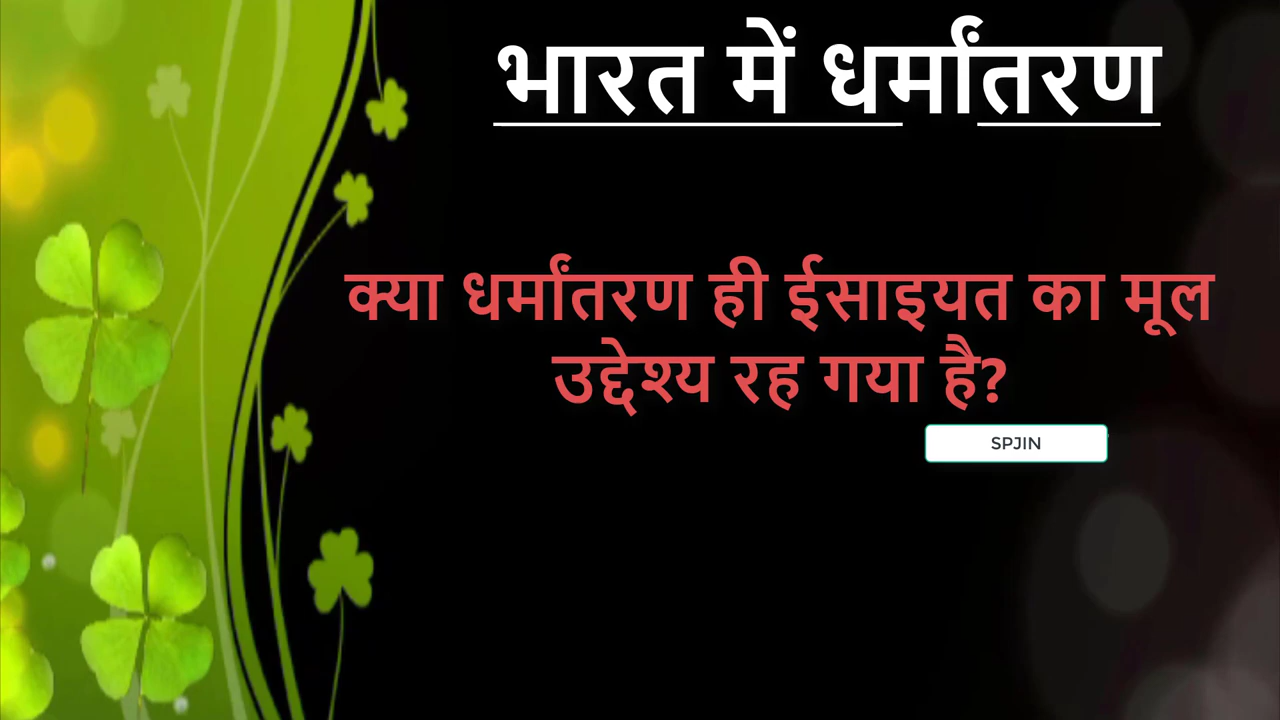 भारत में धर्मांतरण
क्या धर्मांतरण ही ईसाइयत का मूल
उद्देश्य रह गया है?
SPJIN